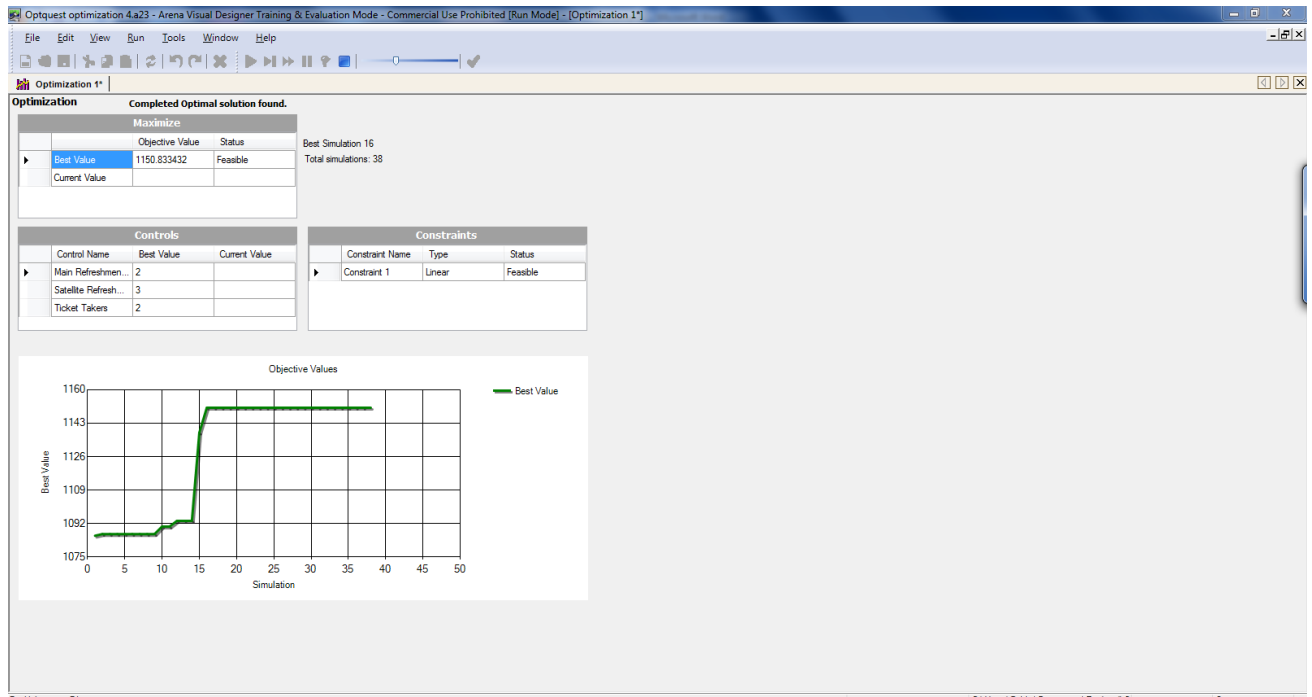 Optquest optimization 4.a23 - Arena Visual Designer Training & Evaluation Mode - Commercial Use Prohibited [Run Mode] - [Optimization 1*]
File Edit View Run Tools Window Help
Optimization 1*
Optimization Completed Optimal solution found.
Maximize
Objective Value Status
Best Value 1150.833432 Feasible
Current Value
Best Simulation 16
Total simulations: 38
Controls
Control Name Best Value Current Value
Main Refreshmen... 2
Satellite Refresh... 3
Ticket Takers 2
Constraints
Constraint Name Type Status
Constraint 1 Linear Feasible
Objective Values
Best Value
1160
1143
1126
1109
1092
1075
Best Value
0 5 10 15 20 25 30 35 40 45 50
Simulation